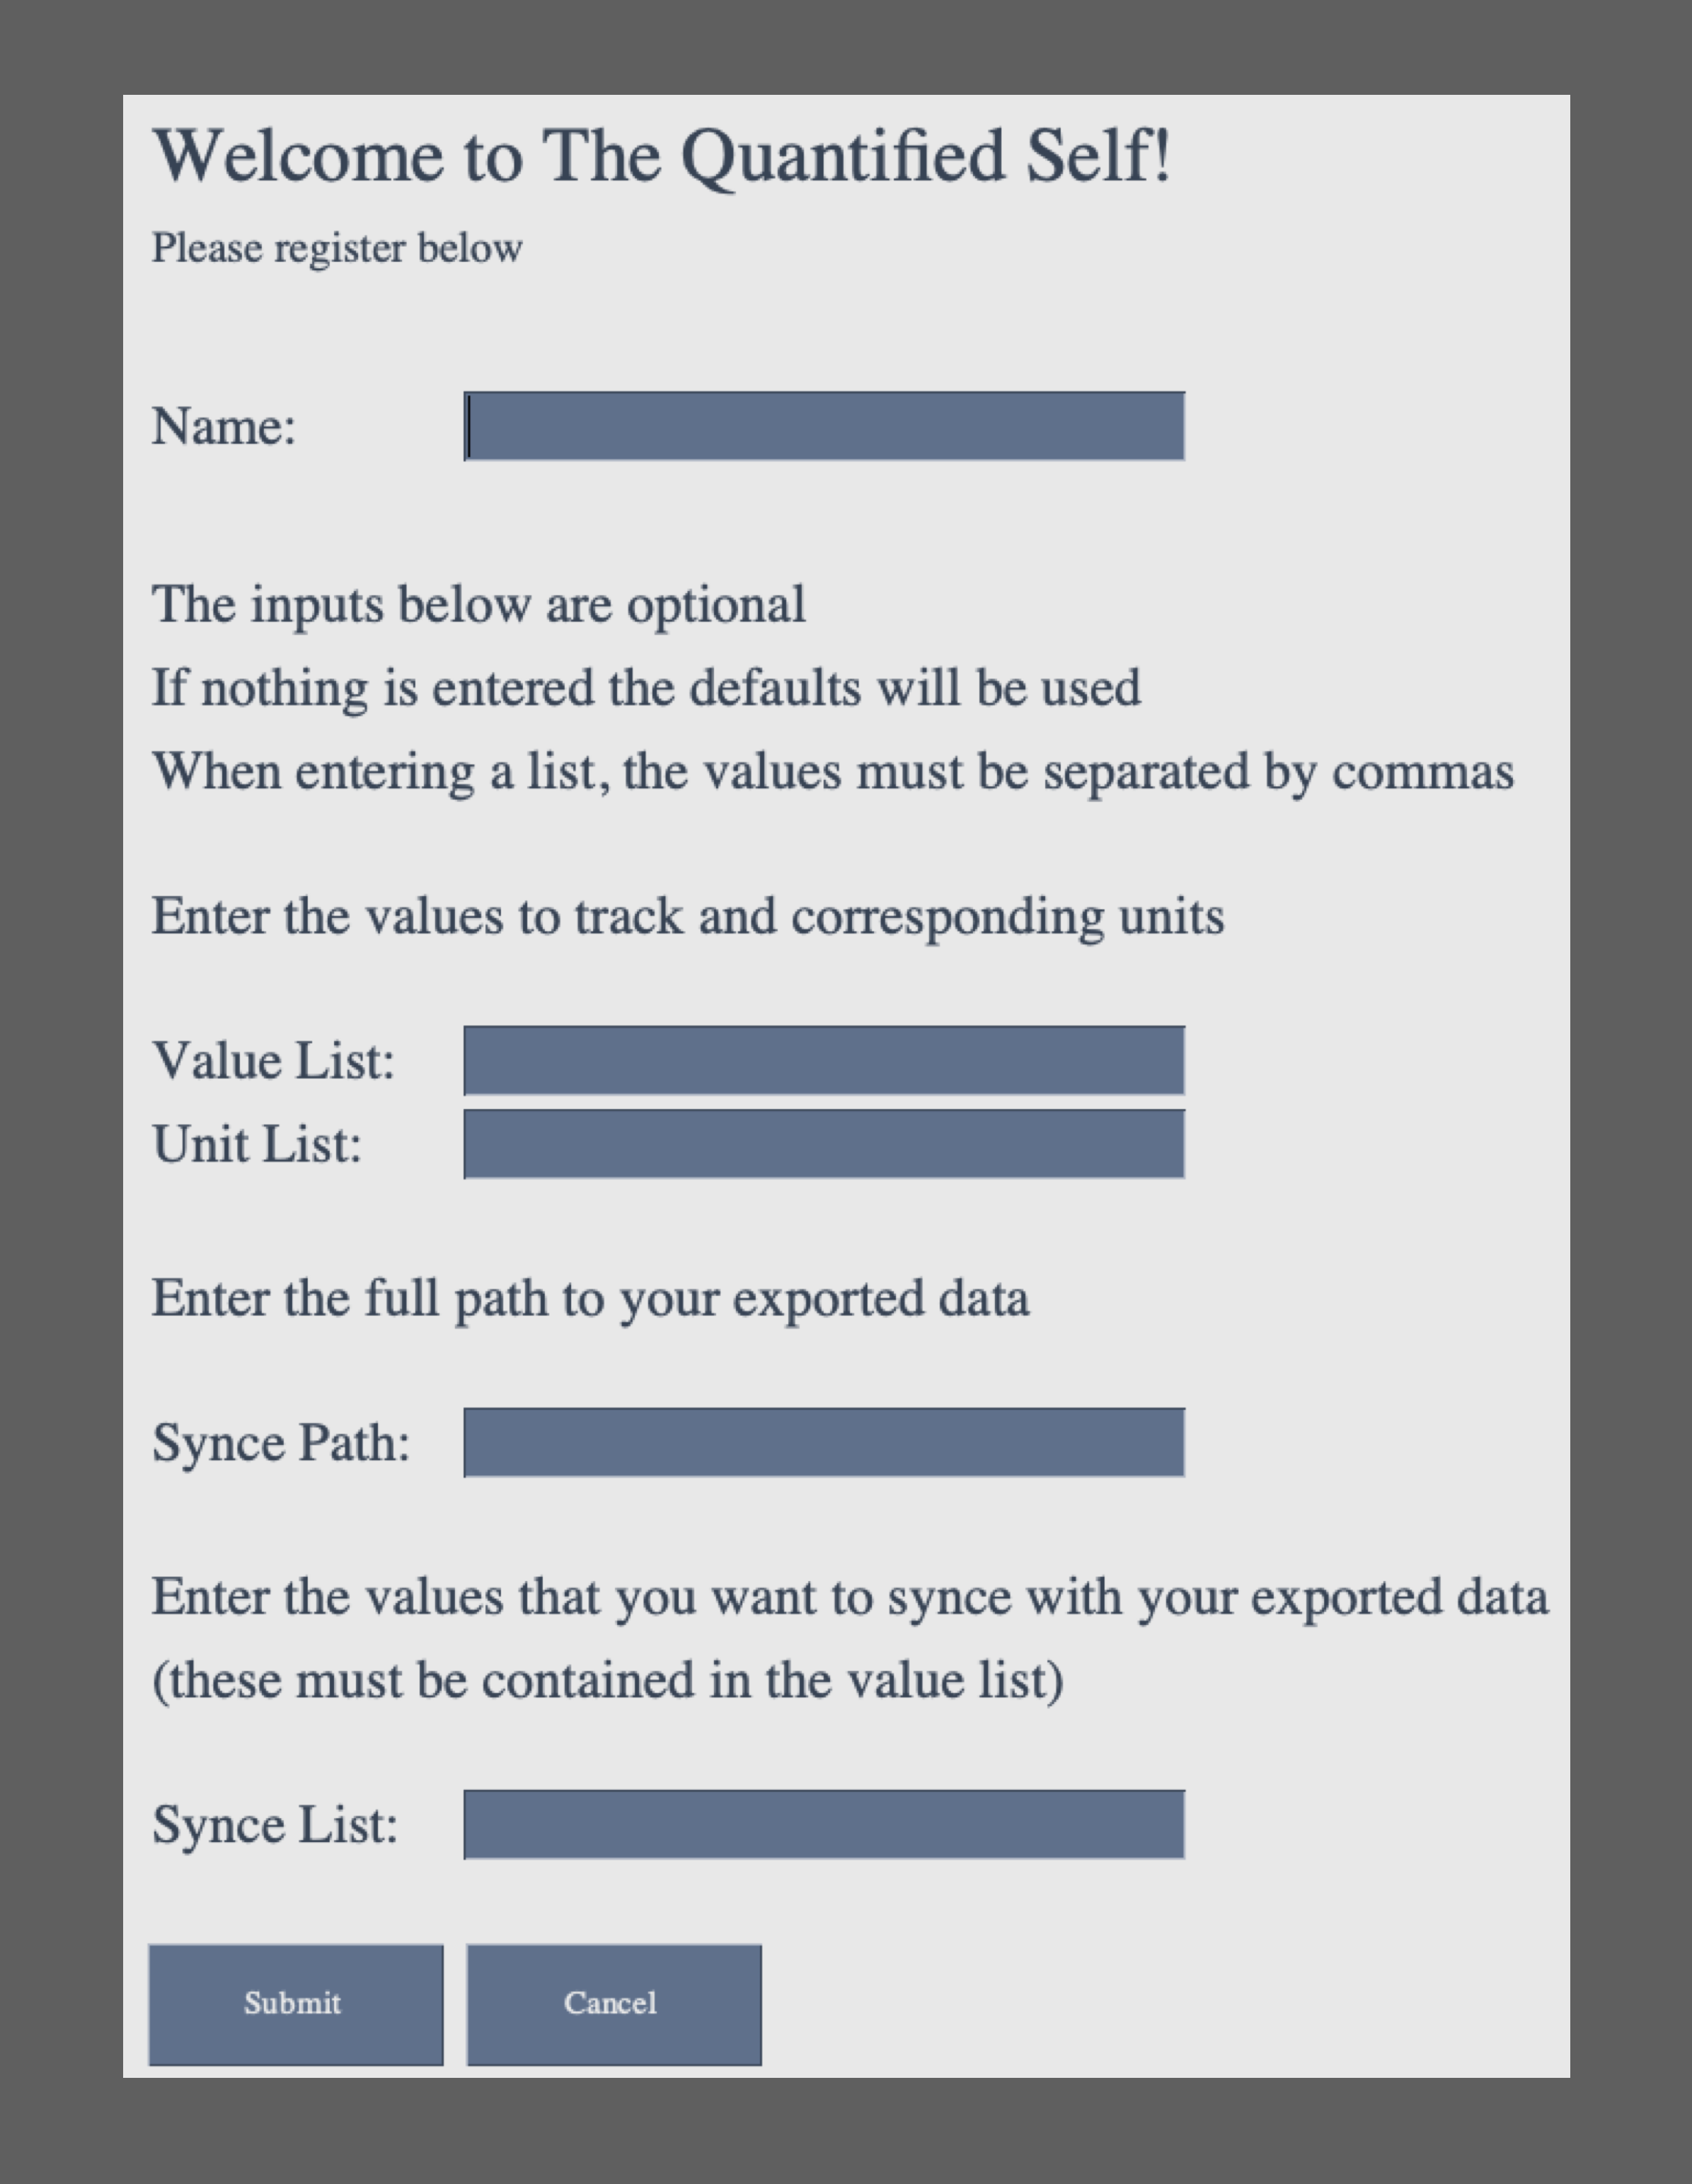 Welcome to The Quantified Self!
Please register below
Name:
The inputs below are optional
If nothing is entered the defaults will be used
When entering a list, the values must be separated by commas
Enter the values to track and corresponding units
Value List:
Unit List:
Enter the full path to your exported data
Synce Path:
Enter the values that you want to synce with your exported data
(these must be contained in the value list)
Synce List:
Submit Cancel